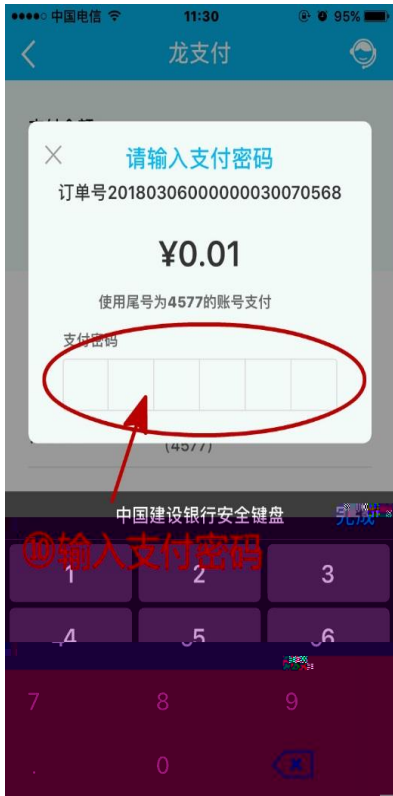 中国电信 11:30 95%
龙支付
请输入支付密码
订单号20180306000000030070568
¥0.01
使用尾号为4577的账号支付
支付密码
(4577)
中国建设银行安全键盘 完成
⑩输入支付密码
1 2 3
4 5 6
7 8 9
. 0